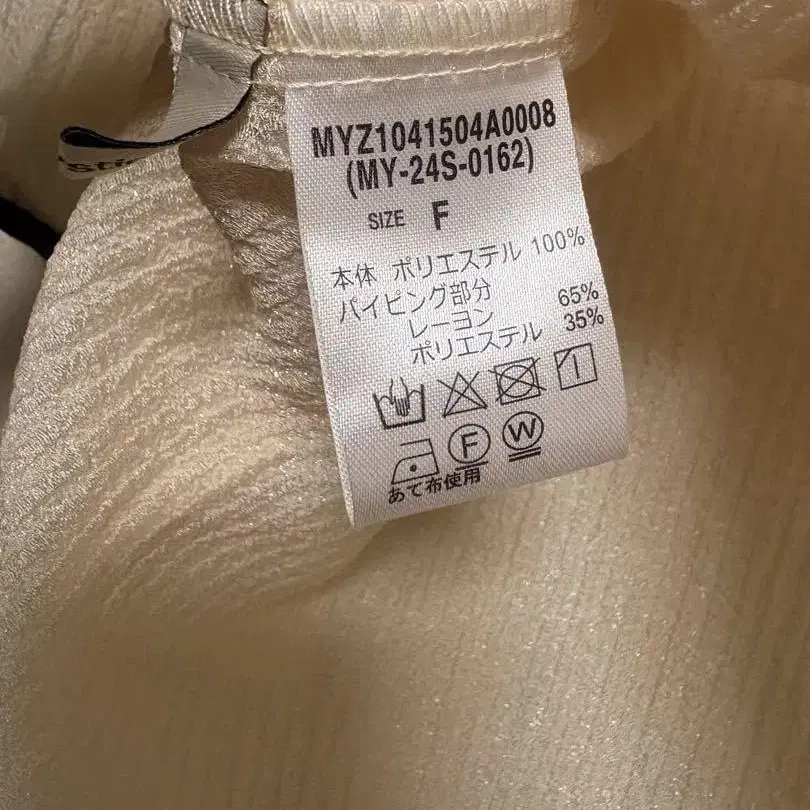 MYZ1041504A0008
(MY-24S-0162)
SIZE F
本体 ポリエステル 100%
パイピング部分
レーヨン 65%
ポリエステル 35%
F W
あて布使用